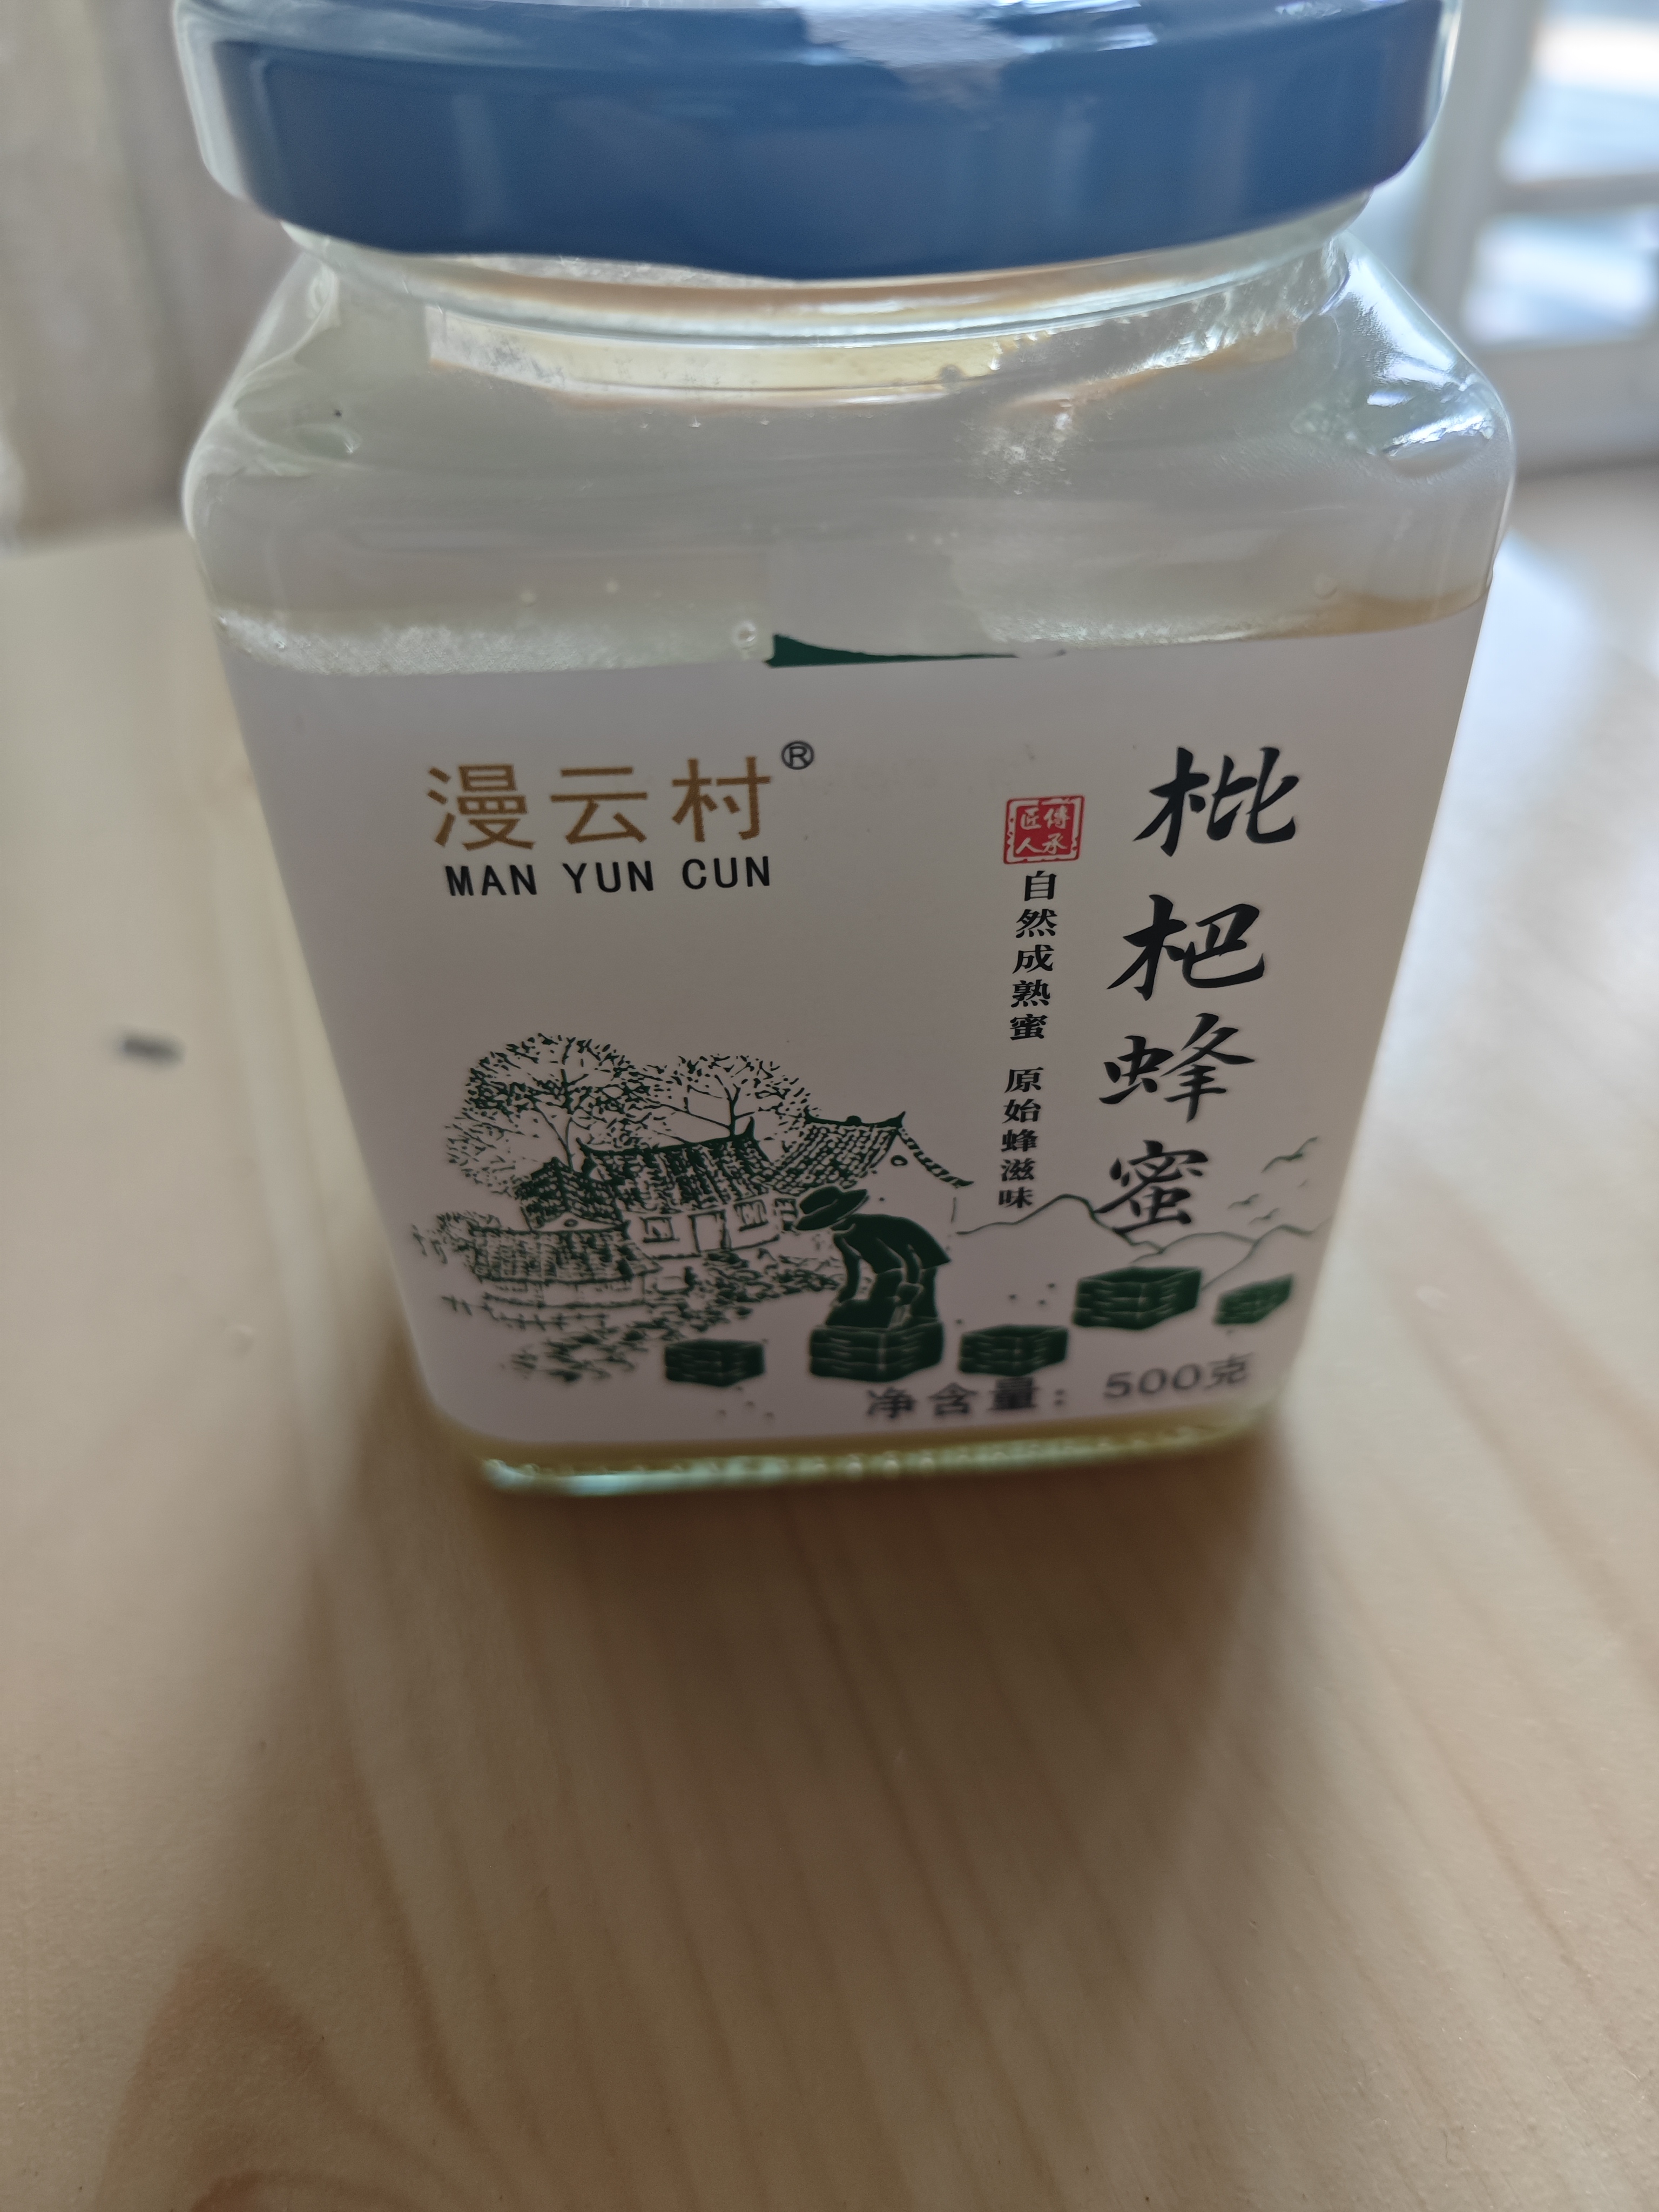 漫云村®
MAN YUN CUN
枇杷蜂蜜
傳承匠人
自然成熟蜜 原始蜂滋味
净含量：500克